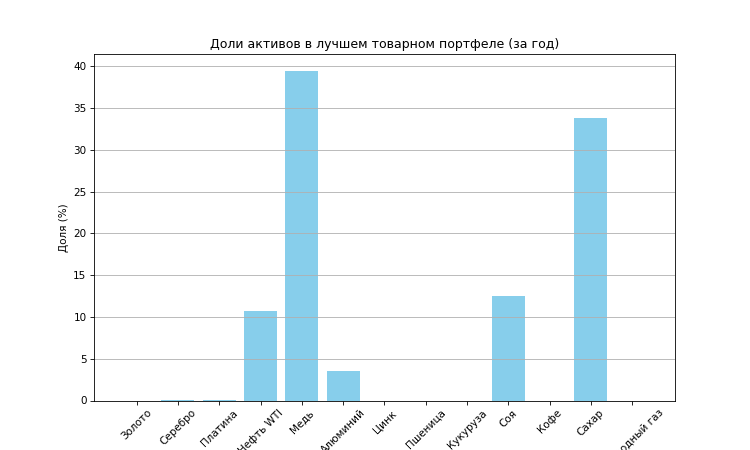 Доли активов в лучшем товарном портфеле (за год)
Доля (%)
40
35
30
25
20
15
10
5
0
Золото
Серебро
Платина
Нефть WTI
Медь
Алюминий
Цинк
Пшеница
Кукуруза
Соя
Кофе
Сахар
газ